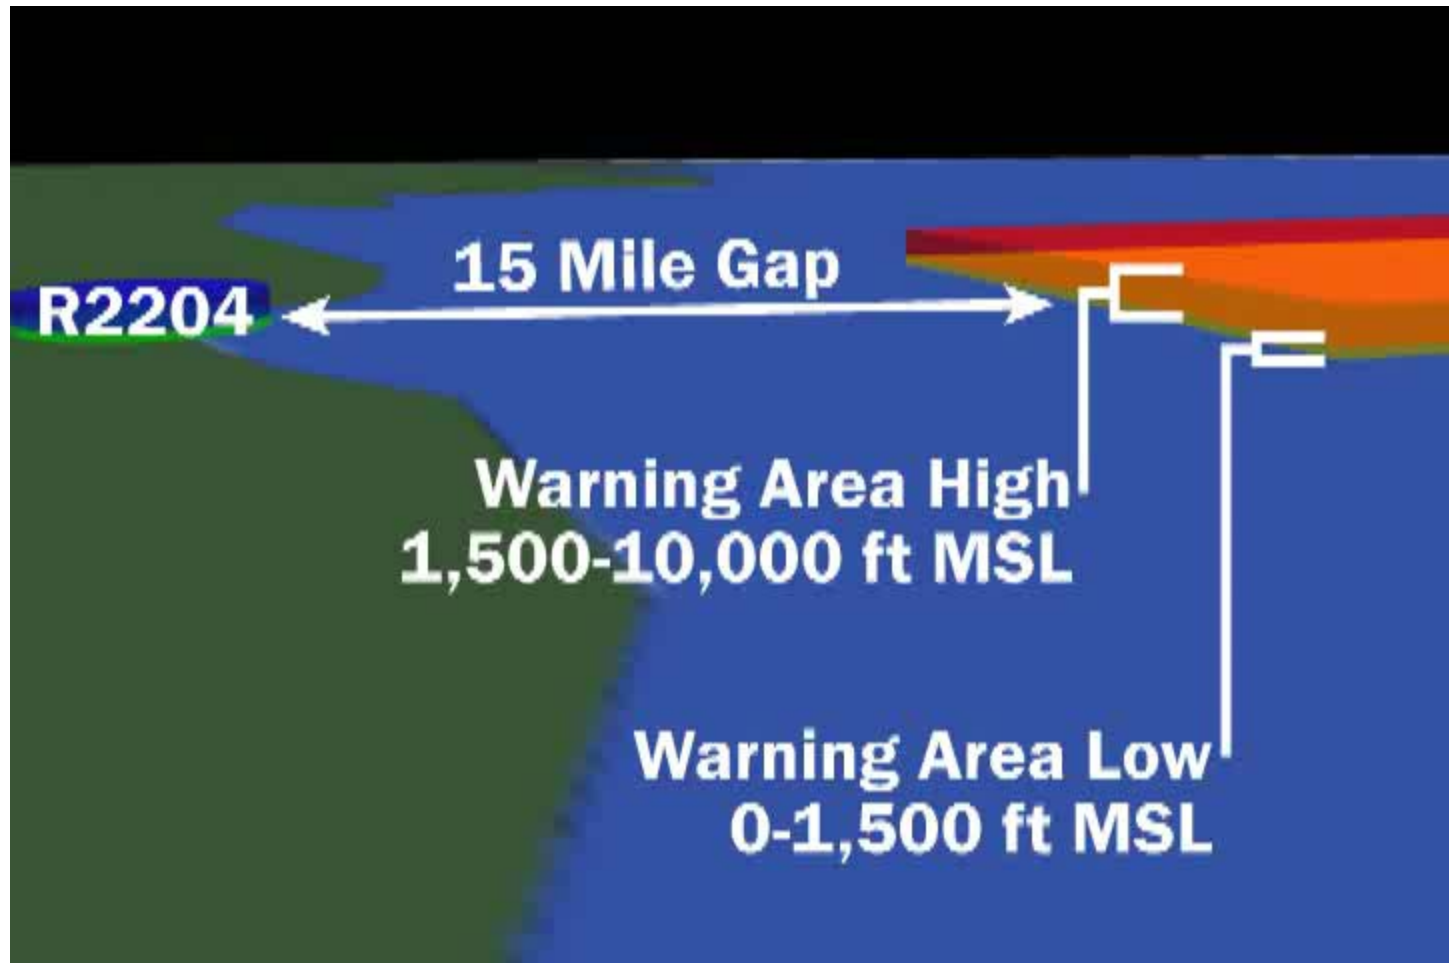 15 Mile Gap
R2204
Warning Area High
1,500-10,000 ft MSL
Warning Area Low
0-1,500 ft MSL